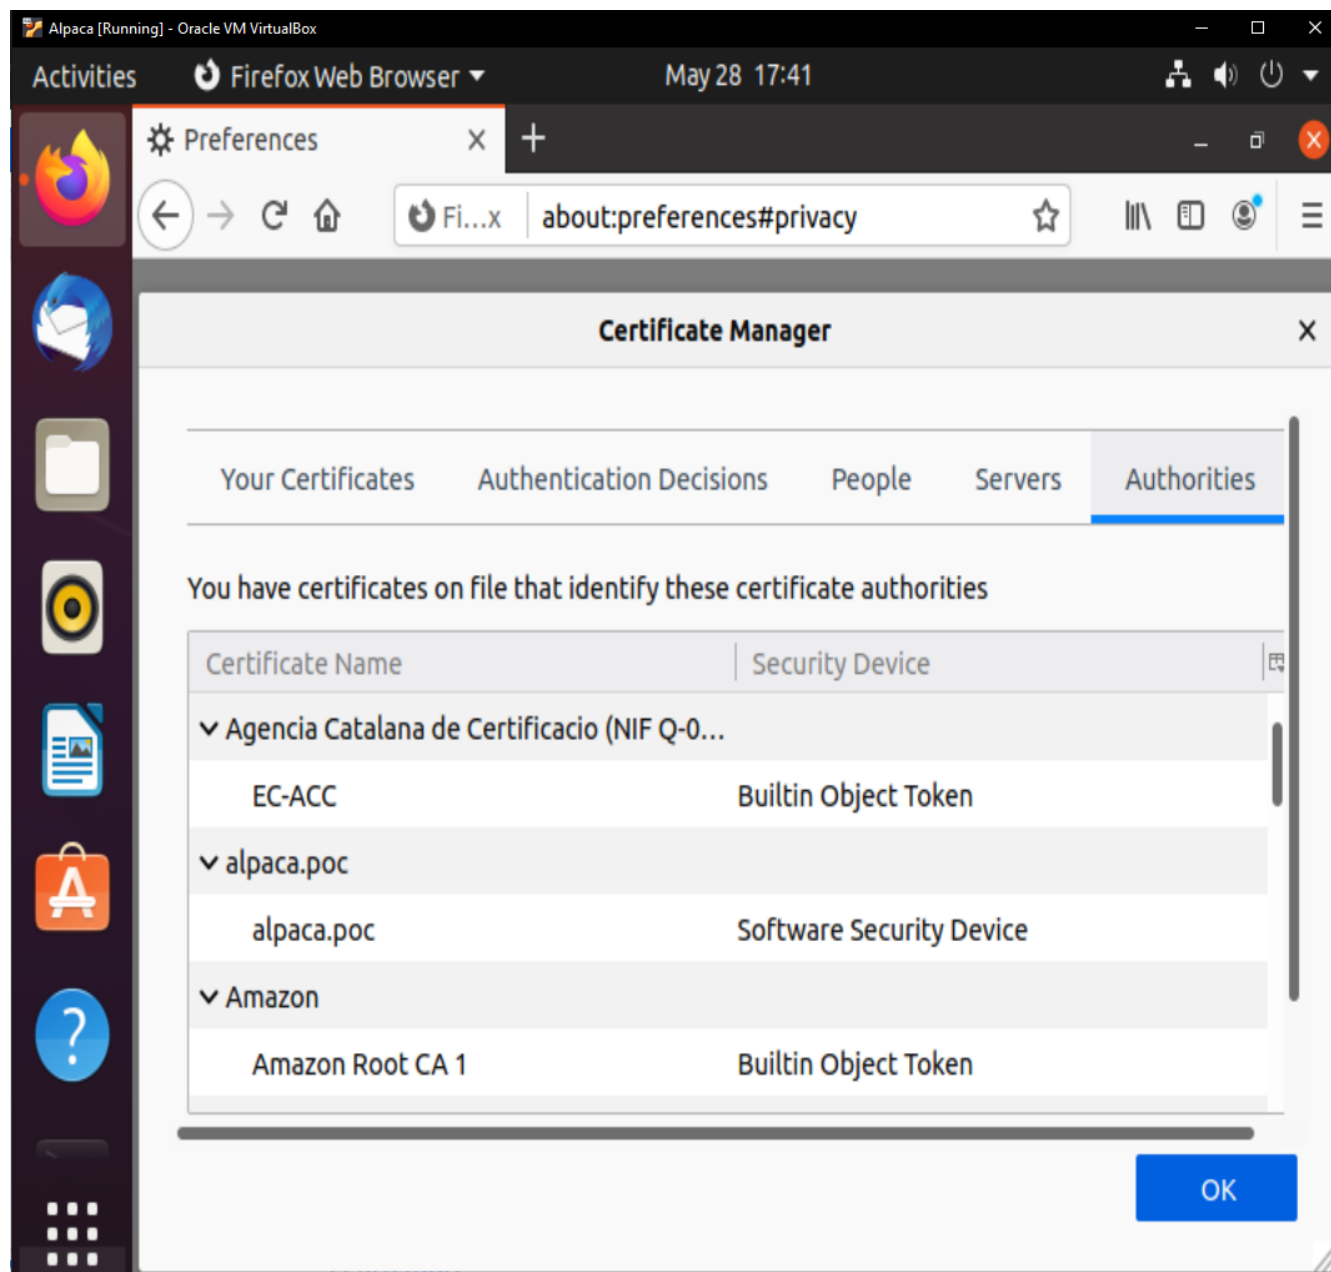 Alpaca [Running] - Oracle VM VirtualBox
Activities Firefox Web Browser May 28 17:41
Preferences
Fi...x about:preferences#privacy
Certificate Manager
Your Certificates Authentication Decisions People Servers Authorities
You have certificates on file that identify these certificate authorities
Certificate Name Security Device
Agencia Catalana de Certificacio (NIF Q-0...
EC-ACC Builtin Object Token
alpaca.poc
alpaca.poc Software Security Device
Amazon
Amazon Root CA 1 Builtin Object Token
OK